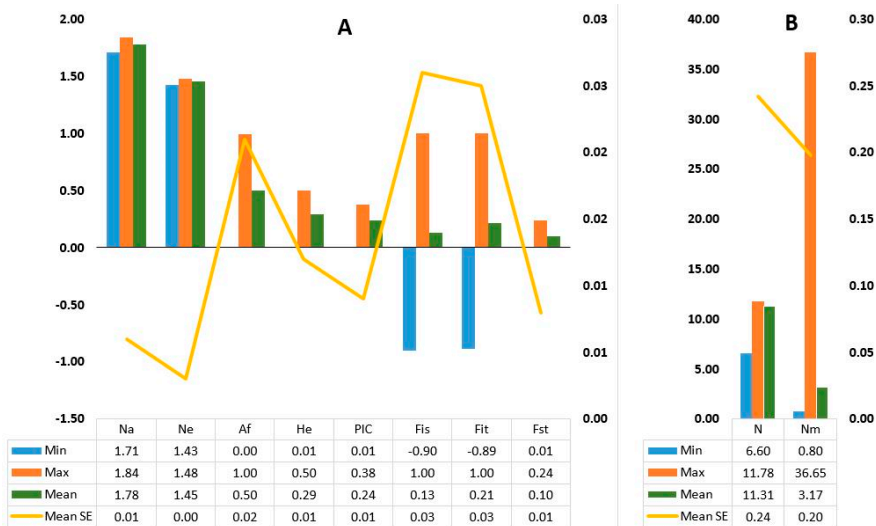 A
2.00
1.50
1.00
0.50
0.00
-0.50
-1.00
-1.50
0.03
0.03
0.02
0.02
0.01
0.01
0.00
Na Ne Af He PIC Fis Fit Fst
Min 1.71 1.43 0.00 0.01 0.01 -0.90 -0.89 0.01
Max 1.84 1.48 1.00 0.50 0.38 1.00 1.00 0.24
Mean 1.78 1.45 0.50 0.29 0.24 0.13 0.21 0.10
Mean SE 0.01 0.00 0.02 0.01 0.01 0.03 0.03 0.01
B
40.00
35.00
30.00
25.00
20.00
15.00
10.00
5.00
0.00
0.30
0.25
0.20
0.15
0.10
0.05
0.00
N Nm
Min 6.60 0.80
Max 11.78 36.65
Mean 11.31 3.17
Mean SE 0.24 0.20